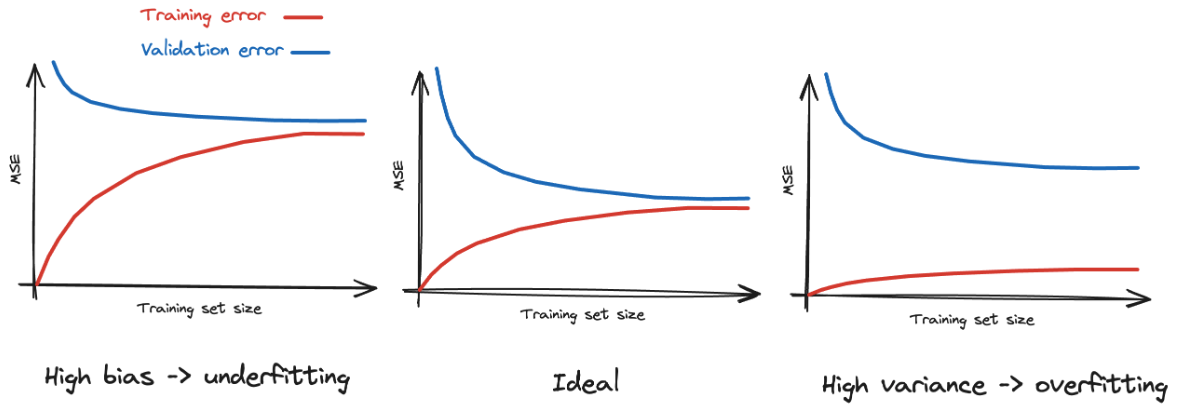 Training error
Validation error
MSE
Training set size
High bias -> underfitting
MSE
Training set size
Ideal
MSE
Training set size
High variance -> overfitting